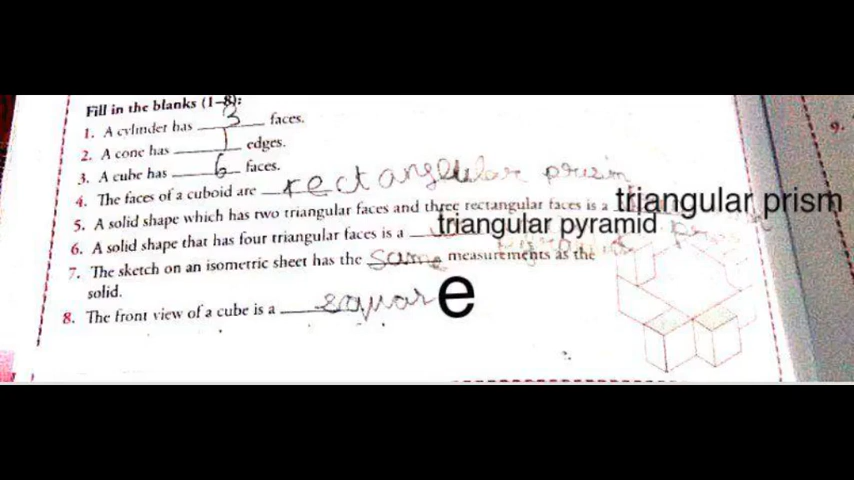 Fill in the blanks (1–8):
1. A cylinder has 3 faces.
2. A cone has 1 edges.
3. A cube has 6 faces.
4. The faces of a cuboid are rectangular prism
5. A solid shape which has two triangular faces and three rectangular faces is a triangular prism
6. A solid shape that has four triangular faces is a triangular pyramid
7. The sketch on an isometric sheet has the same measurements as the
solid.
8. The front view of a cube is a square
9.